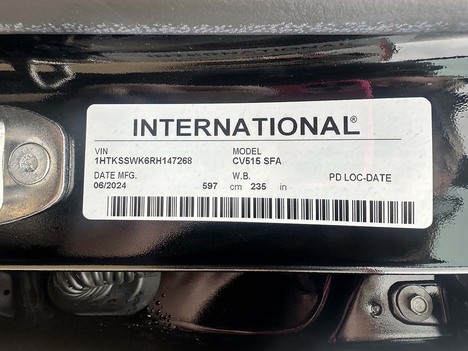 INTERNATIONAL®
VIN MODEL
1HTKSSWK6RH147268 CV515 SFA
DATE MFG. W.B. PD LOC-DATE
06/2024 597 cm 235 in